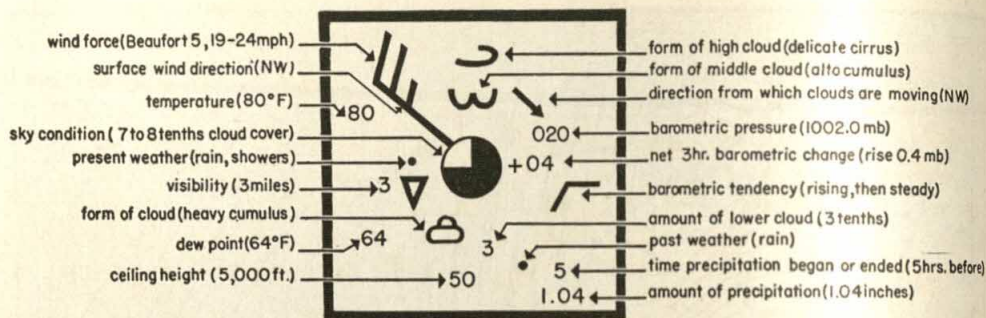 wind force (Beaufort 5, 19-24mph)
surface wind direction (NW)
temperature (80°F)
sky condition (7 to 8 tenths cloud cover)
present weather (rain, showers)
visibility (3 miles)
form of cloud (heavy cumulus)
dew point (64°F)
ceiling height (5,000 ft.)
80
3
64
50
020
+04
3
5
1.04
form of high cloud (delicate cirrus)
form of middle cloud (alto cumulus)
direction from which clouds are moving (NW)
barometric pressure (1002.0 mb)
net 3hr. barometric change (rise 0.4 mb)
barometric tendency (rising, then steady)
amount of lower cloud (3 tenths)
past weather (rain)
time precipitation began or ended (5hrs. before)
amount of precipitation (1.04 inches)